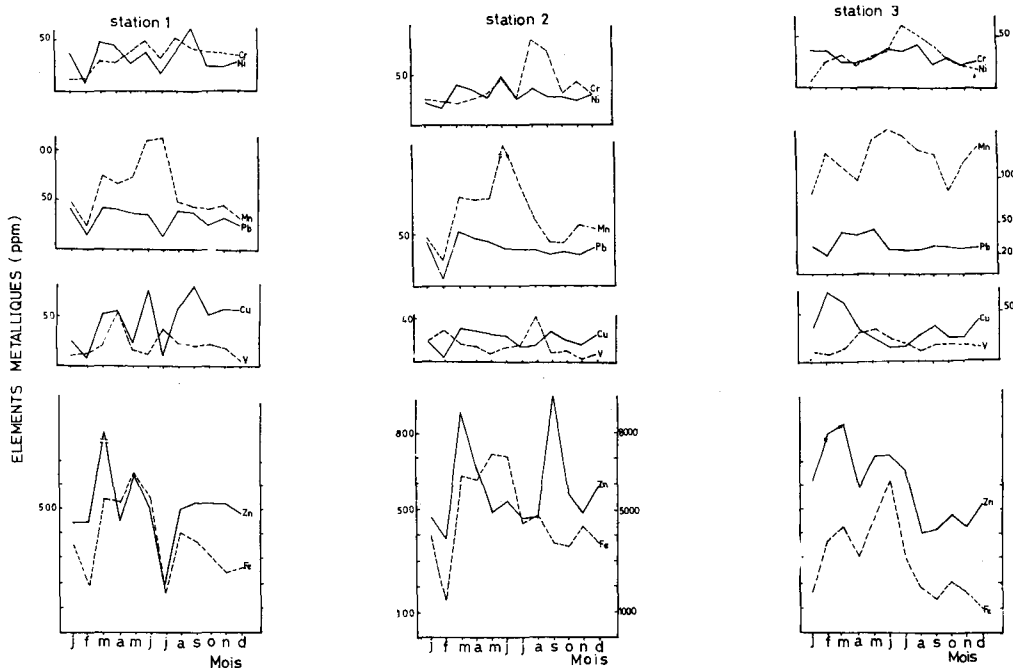 station 1
station 2
station 3
ELEMENTS METALLIQUES (ppm)
50
Cr
Ni
00
50
Mn
Pb
50
Cu
V
500
Zn
Fe
j f m a m j j a s o n d
Mois
50
Cr
Ni
50
Mn
Pb
40
Cu
V
800
500
100
8000
5000
1000
Zn
Fe
j f m a m j j a s o n d
Mois
50
Cr
Ni
100
50
20
Mn
Pb
50
Cu
V
Zn
Fe
j f m a m j j a s o n d
Mois